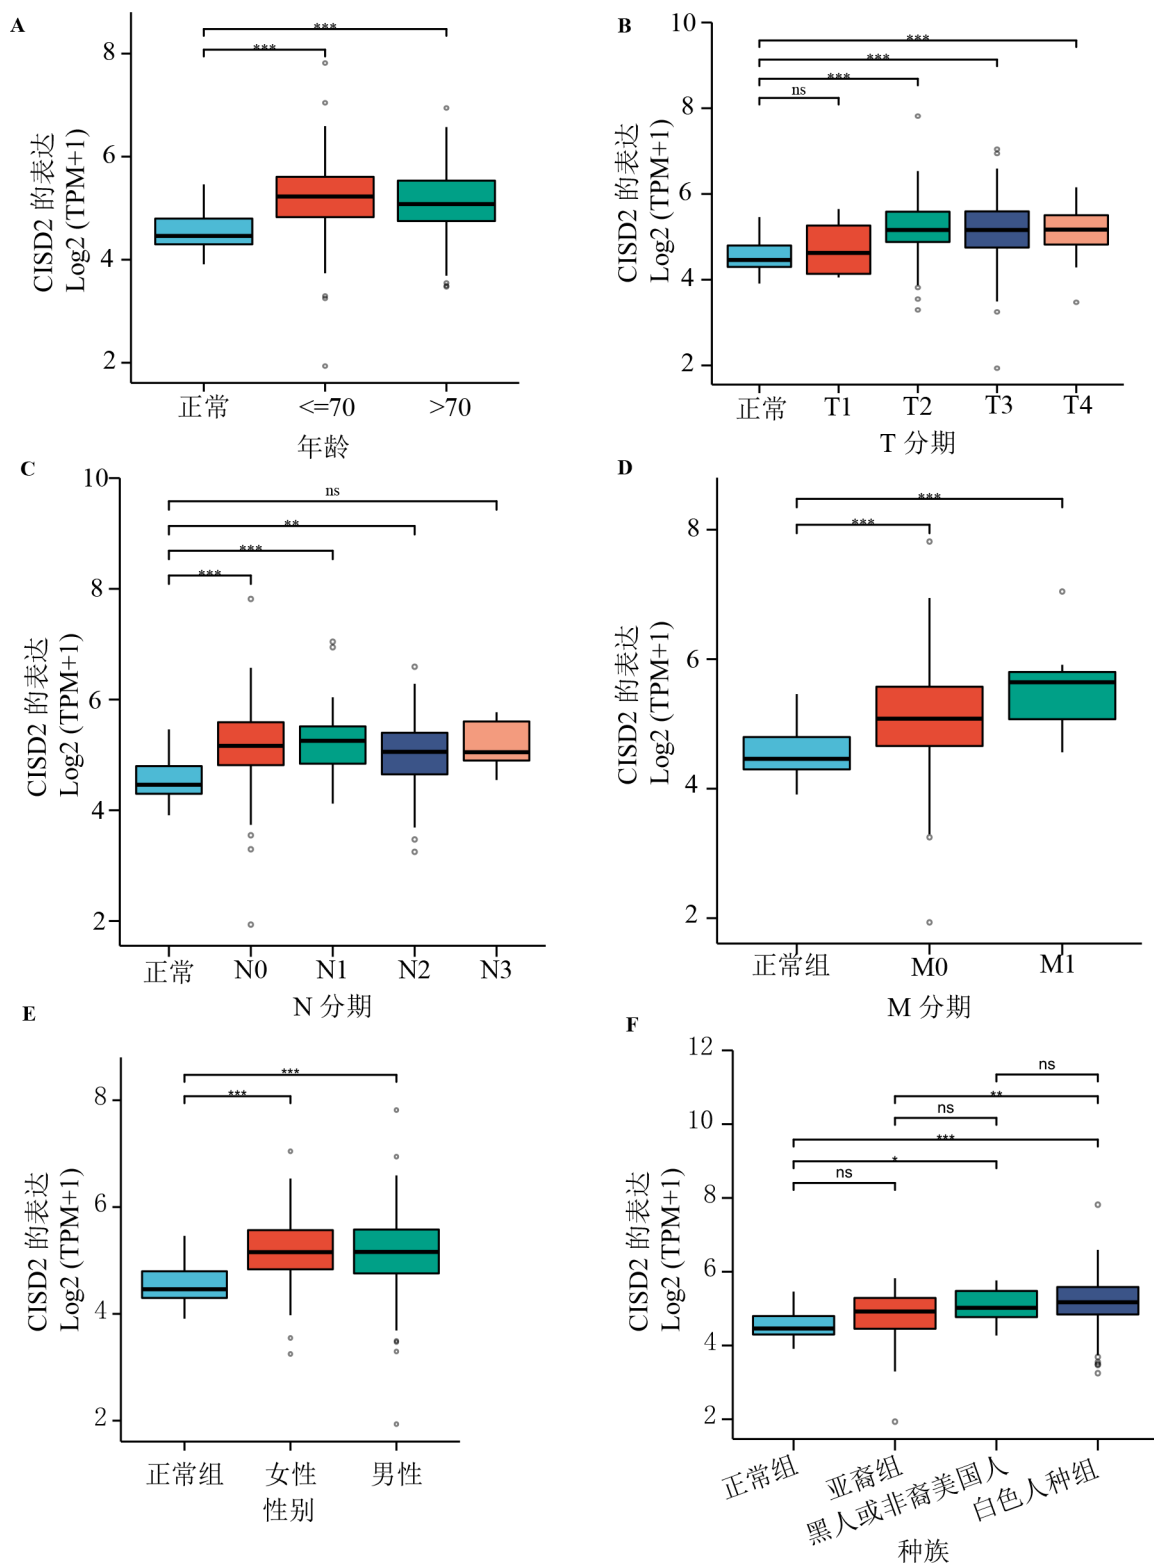 A
CISD2 的表达
Log2 (TPM+1)
8
6
4
2
***
***
正常
<=70
>70
年龄
B
CISD2 的表达
Log2 (TPM+1)
10
8
6
4
2
***
***
***
ns
正常
T1
T2
T3
T4
T 分期
C
CISD2 的表达
Log2 (TPM+1)
10
8
6
4
2
ns
**
***
***
正常
N0
N1
N2
N3
N 分期
D
CISD2 的表达
Log2 (TPM+1)
8
6
4
2
***
***
正常组
M0
M1
M 分期
E
CISD2 的表达
Log2 (TPM+1)
8
6
4
2
***
***
正常组
女性
男性
性别
F
CISD2 的表达
Log2 (TPM+1)
12
10
8
6
4
2
ns
**
ns
***
*
ns
正常组
亚裔组
黑人或非裔美国人
白色人种组
种族